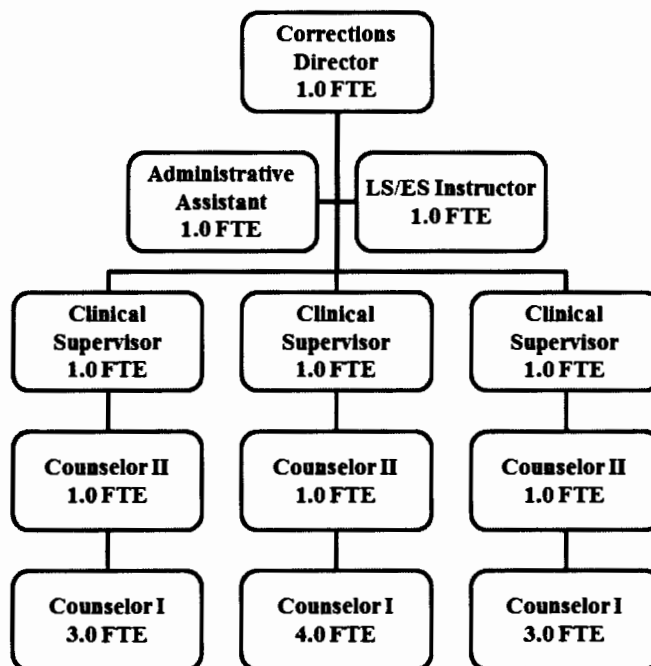 Corrections
Director
1.0 FTE
Administrative
Assistant
1.0 FTE
LS/ES Instructor
1.0 FTE
Clinical
Supervisor
1.0 FTE
Clinical
Supervisor
1.0 FTE
Clinical
Supervisor
1.0 FTE
Counselor II
1.0 FTE
Counselor II
1.0 FTE
Counselor II
1.0 FTE
Counselor I
3.0 FTE
Counselor I
4.0 FTE
Counselor I
3.0 FTE